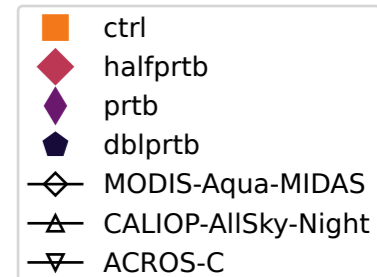 ctrl
halfprtb
prtb
dblprtb
MODIS-Aqua-MIDAS
CALIOP-AllSky-Night
ACROS-C